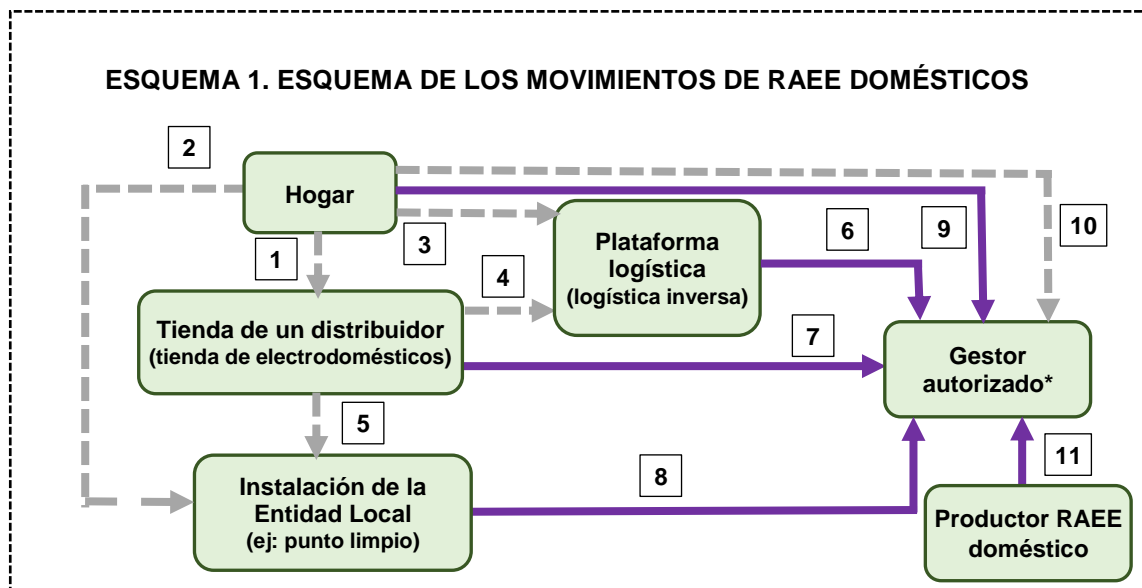 ESQUEMA 1. ESQUEMA DE LOS MOVIMIENTOS DE RAEE DOMÉSTICOS
2
Hogar
10
1
3
4
Plataforma
logística
(logística inversa)
6
9
Tienda de un distribuidor
(tienda de electrodomésticos)
7
Gestor
autorizado*
5
8
11
Instalación de la
Entidad Local
(ej: punto limpio)
Productor RAEE
doméstico